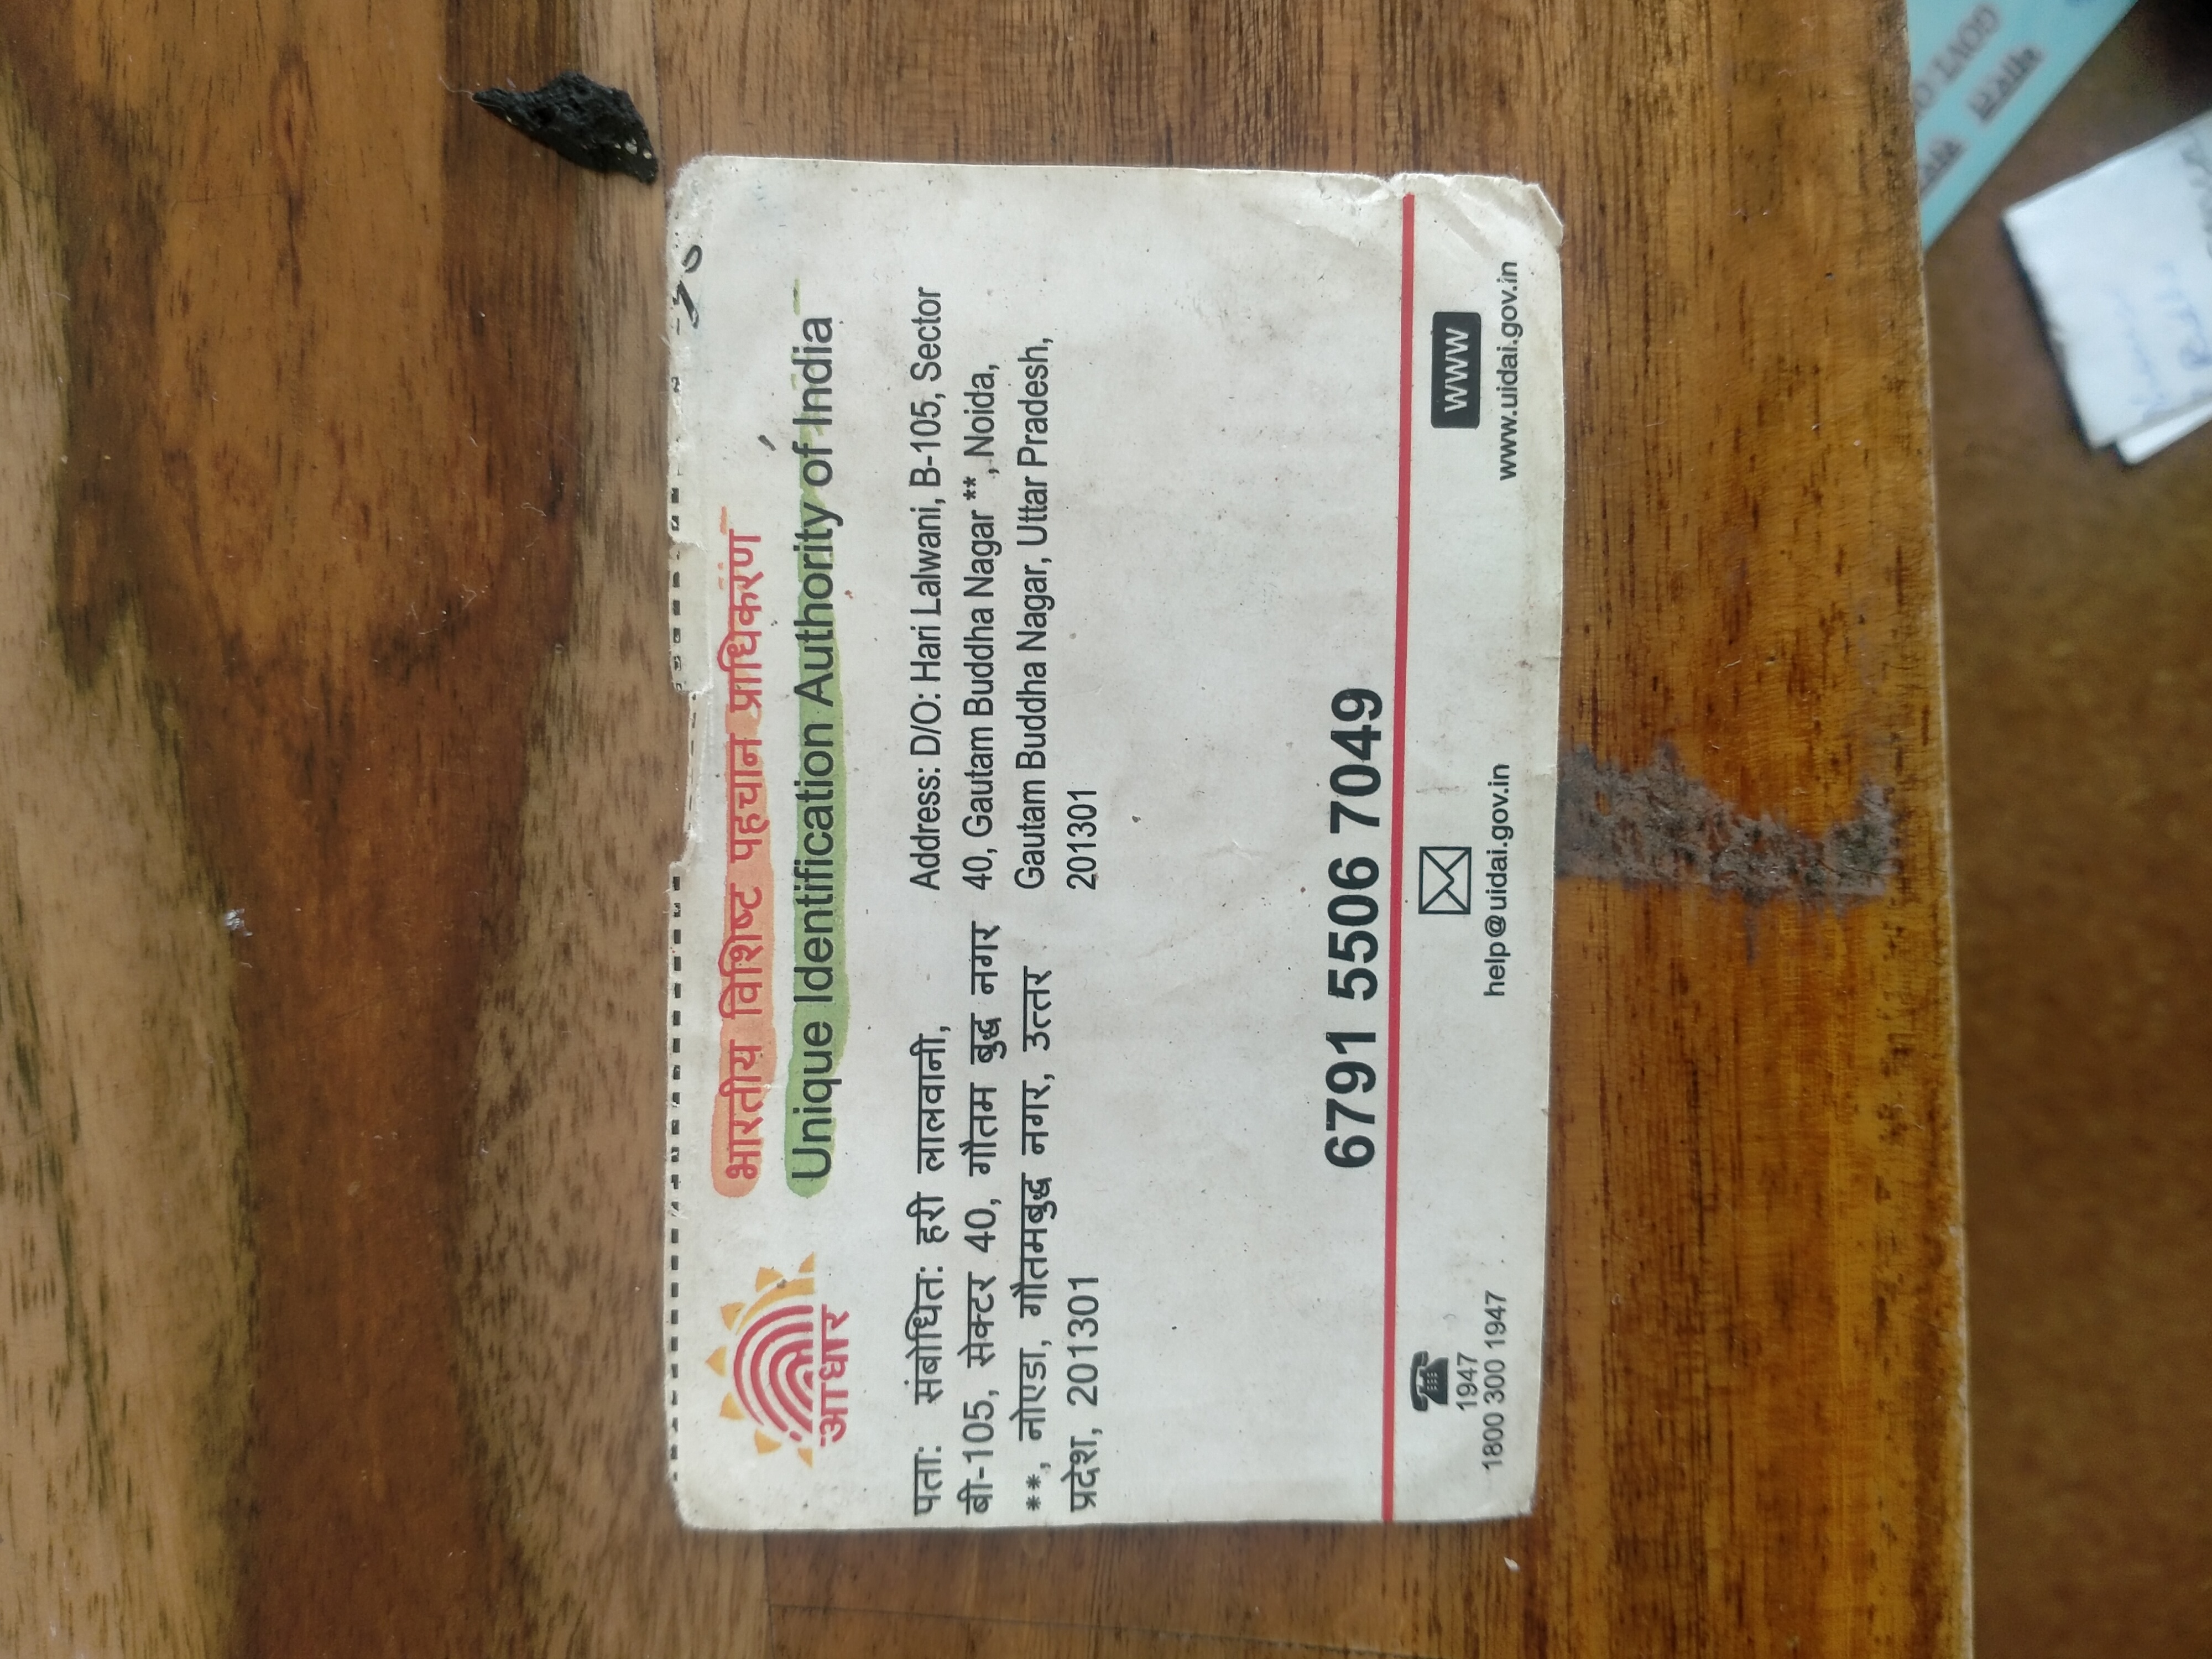 आधार
भारतीय विशिष्ट पहचान प्राधिकरण
Unique Identification Authority of India
पता: संबोधित: हरी लालवानी,
बी-105, सेक्टर 40, गौतम बुद्ध नगर
**, नोएडा, गौतमबुद्ध नगर, उत्तर
प्रदेश, 201301
Address: D/O: Hari Lalwani, B-105, Sector
40, Gautam Buddha Nagar **, Noida,
Gautam Buddha Nagar, Uttar Pradesh,
201301
6791 5506 7049
1947
1800 300 1947
help@uidai.gov.in
WWW
www.uidai.gov.in